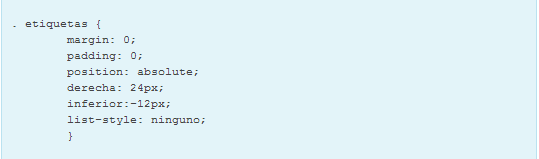 . etiquetas {
margin: 0;
padding: 0;
position: absolute;
derecha: 24px;
inferior:-12px;
list-style: ninguno;
}